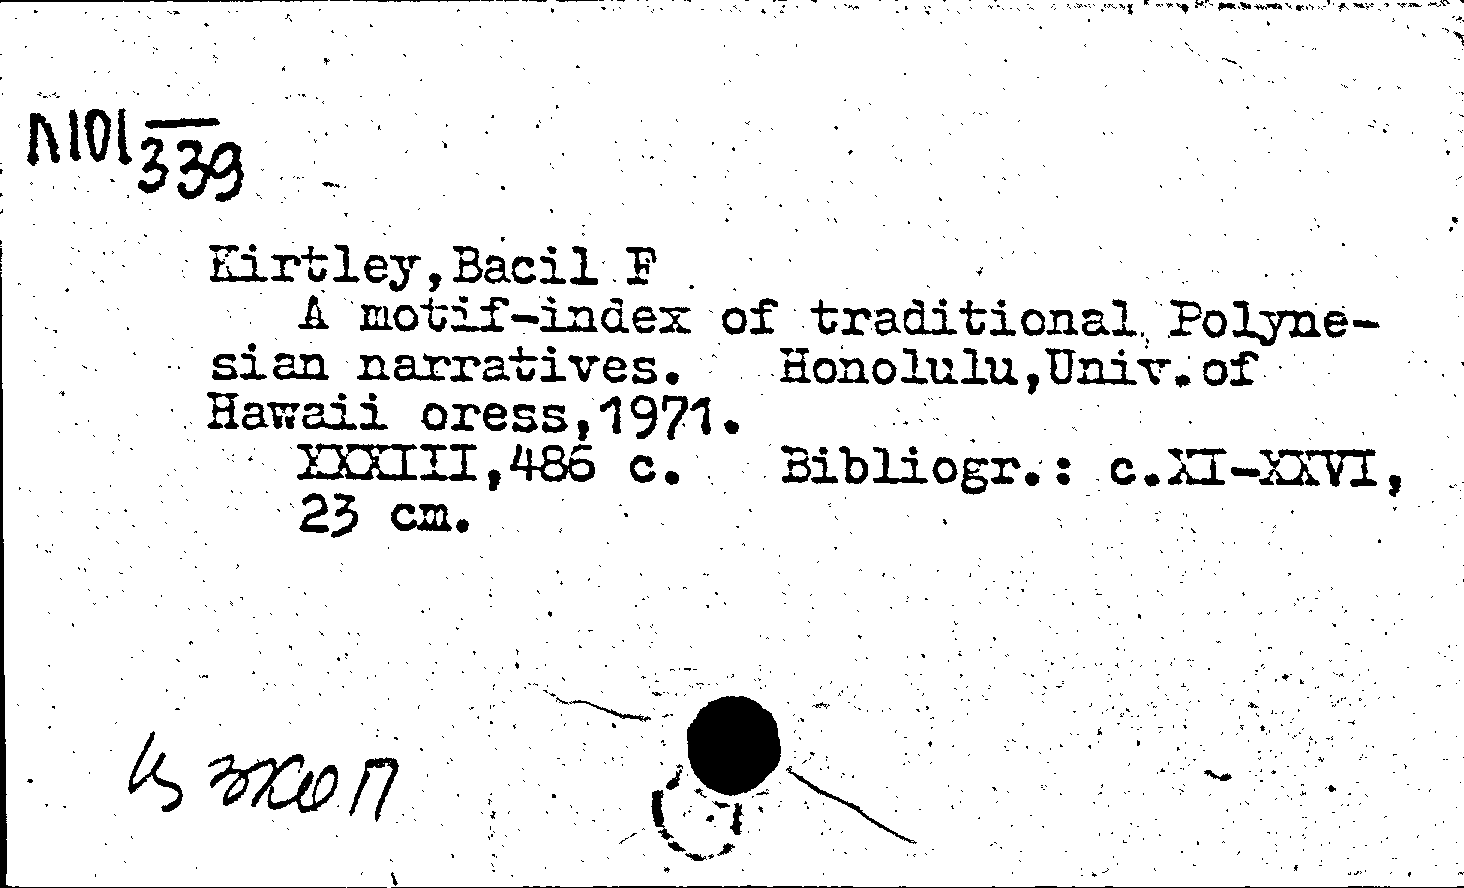 Л101
339
Kirtley,Bacil F
A motif-index of traditional Polyne-
sian narratives. Honolulu,Univ.of
Hawaii oress,1971.
XXXIII,486 c. Bibliogr.: c.XI-XXVI,
23 cm.